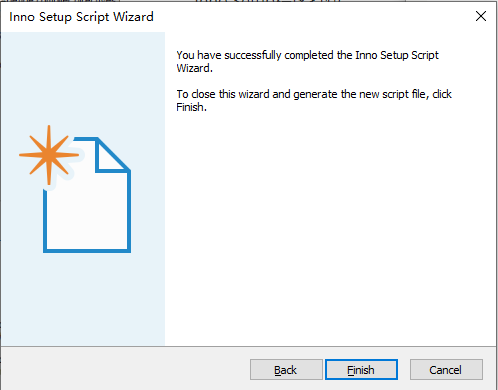 Inno Setup Script Wizard
You have successfully completed the Inno Setup Script
Wizard.
To close this wizard and generate the new script file, click
Finish.
Back
Finish
Cancel